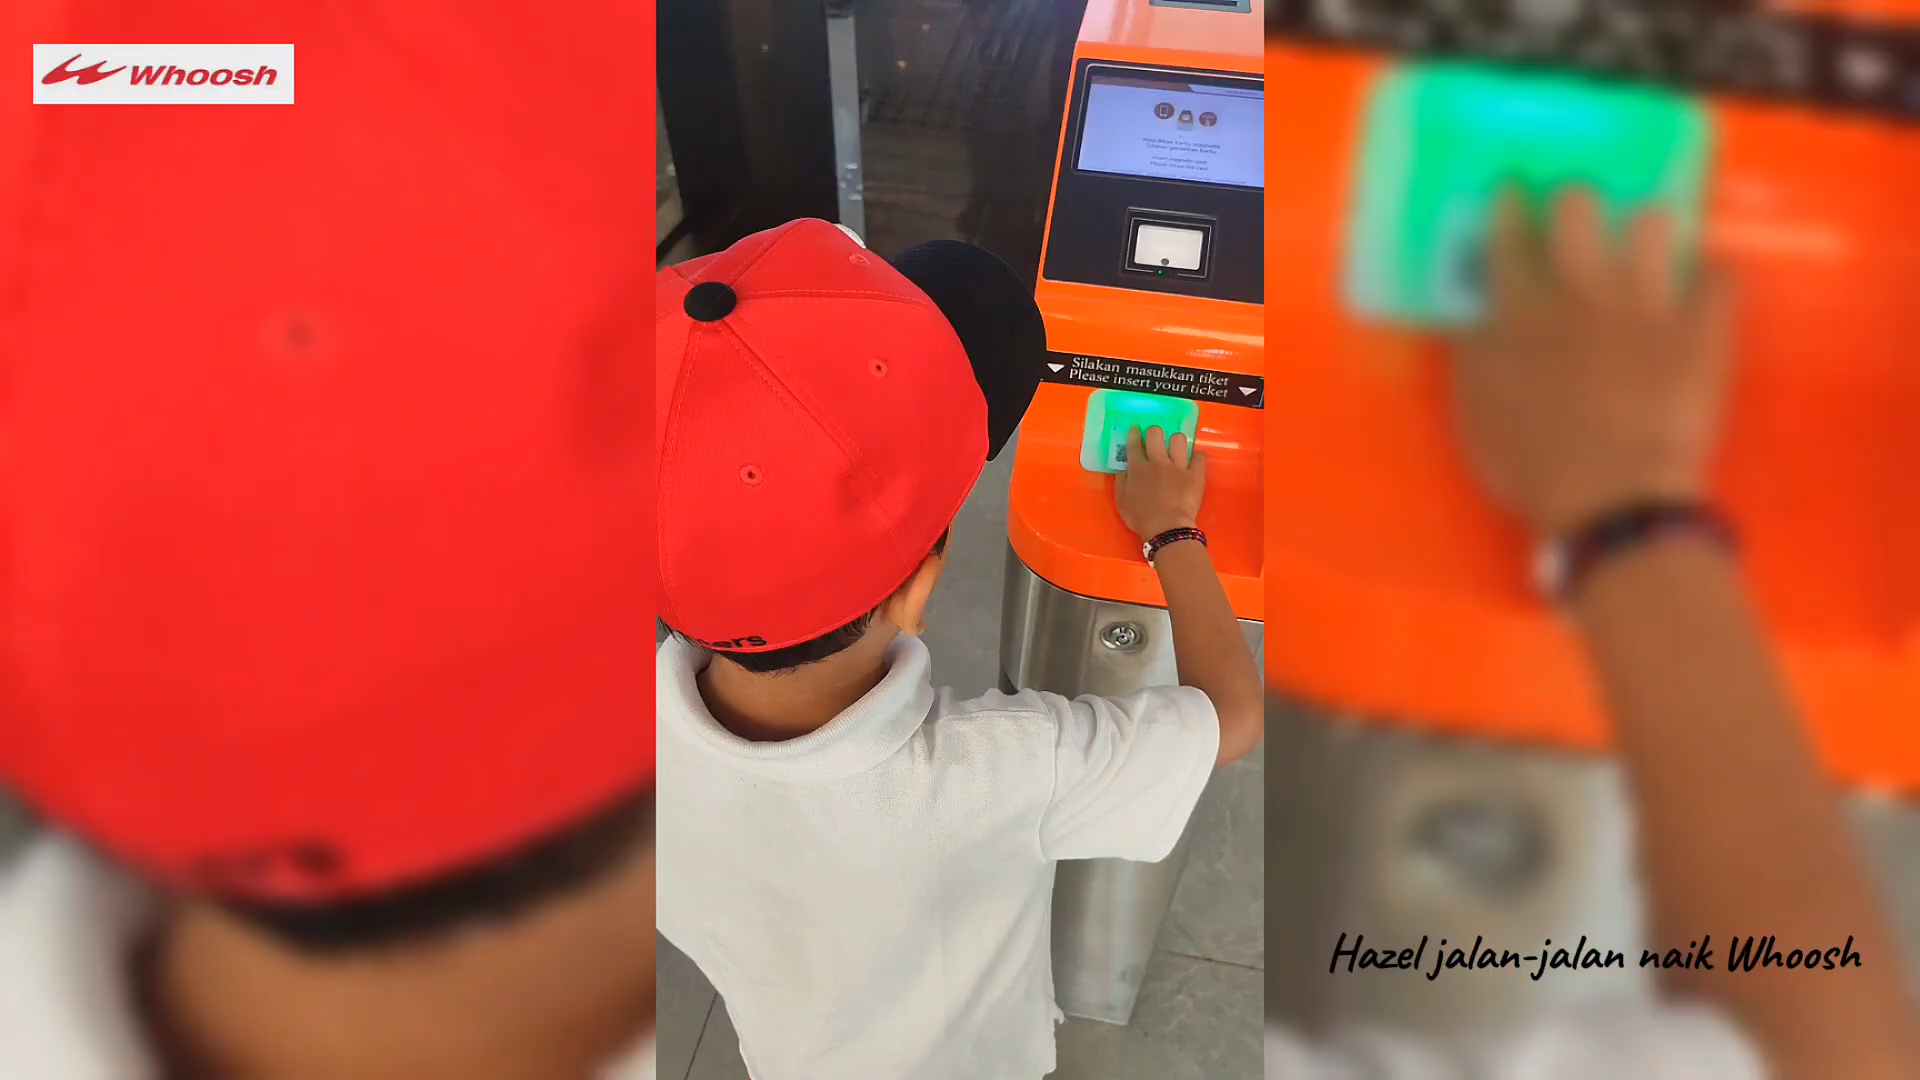 Whoosh
Silakan masukkan tiket
Please insert your ticket
Hazel jalan-jalan naik Whoosh